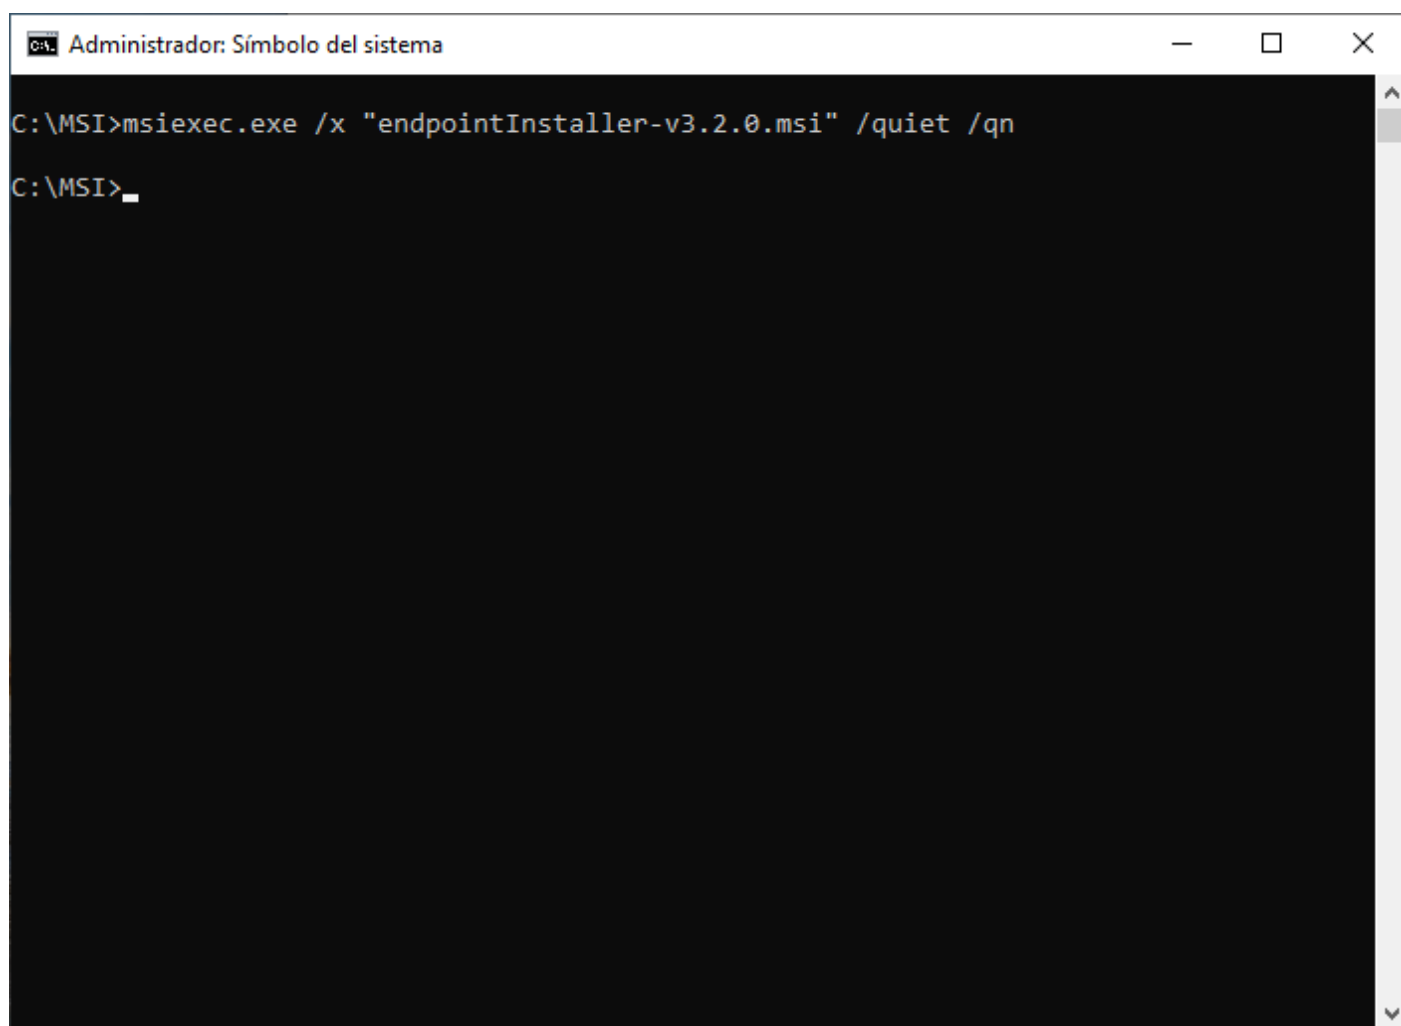 Administrador: Símbolo del sistema
C:\MSI>msiexec.exe /x "endpointInstaller-v3.2.0.msi" /quiet /qn
C:\MSI>